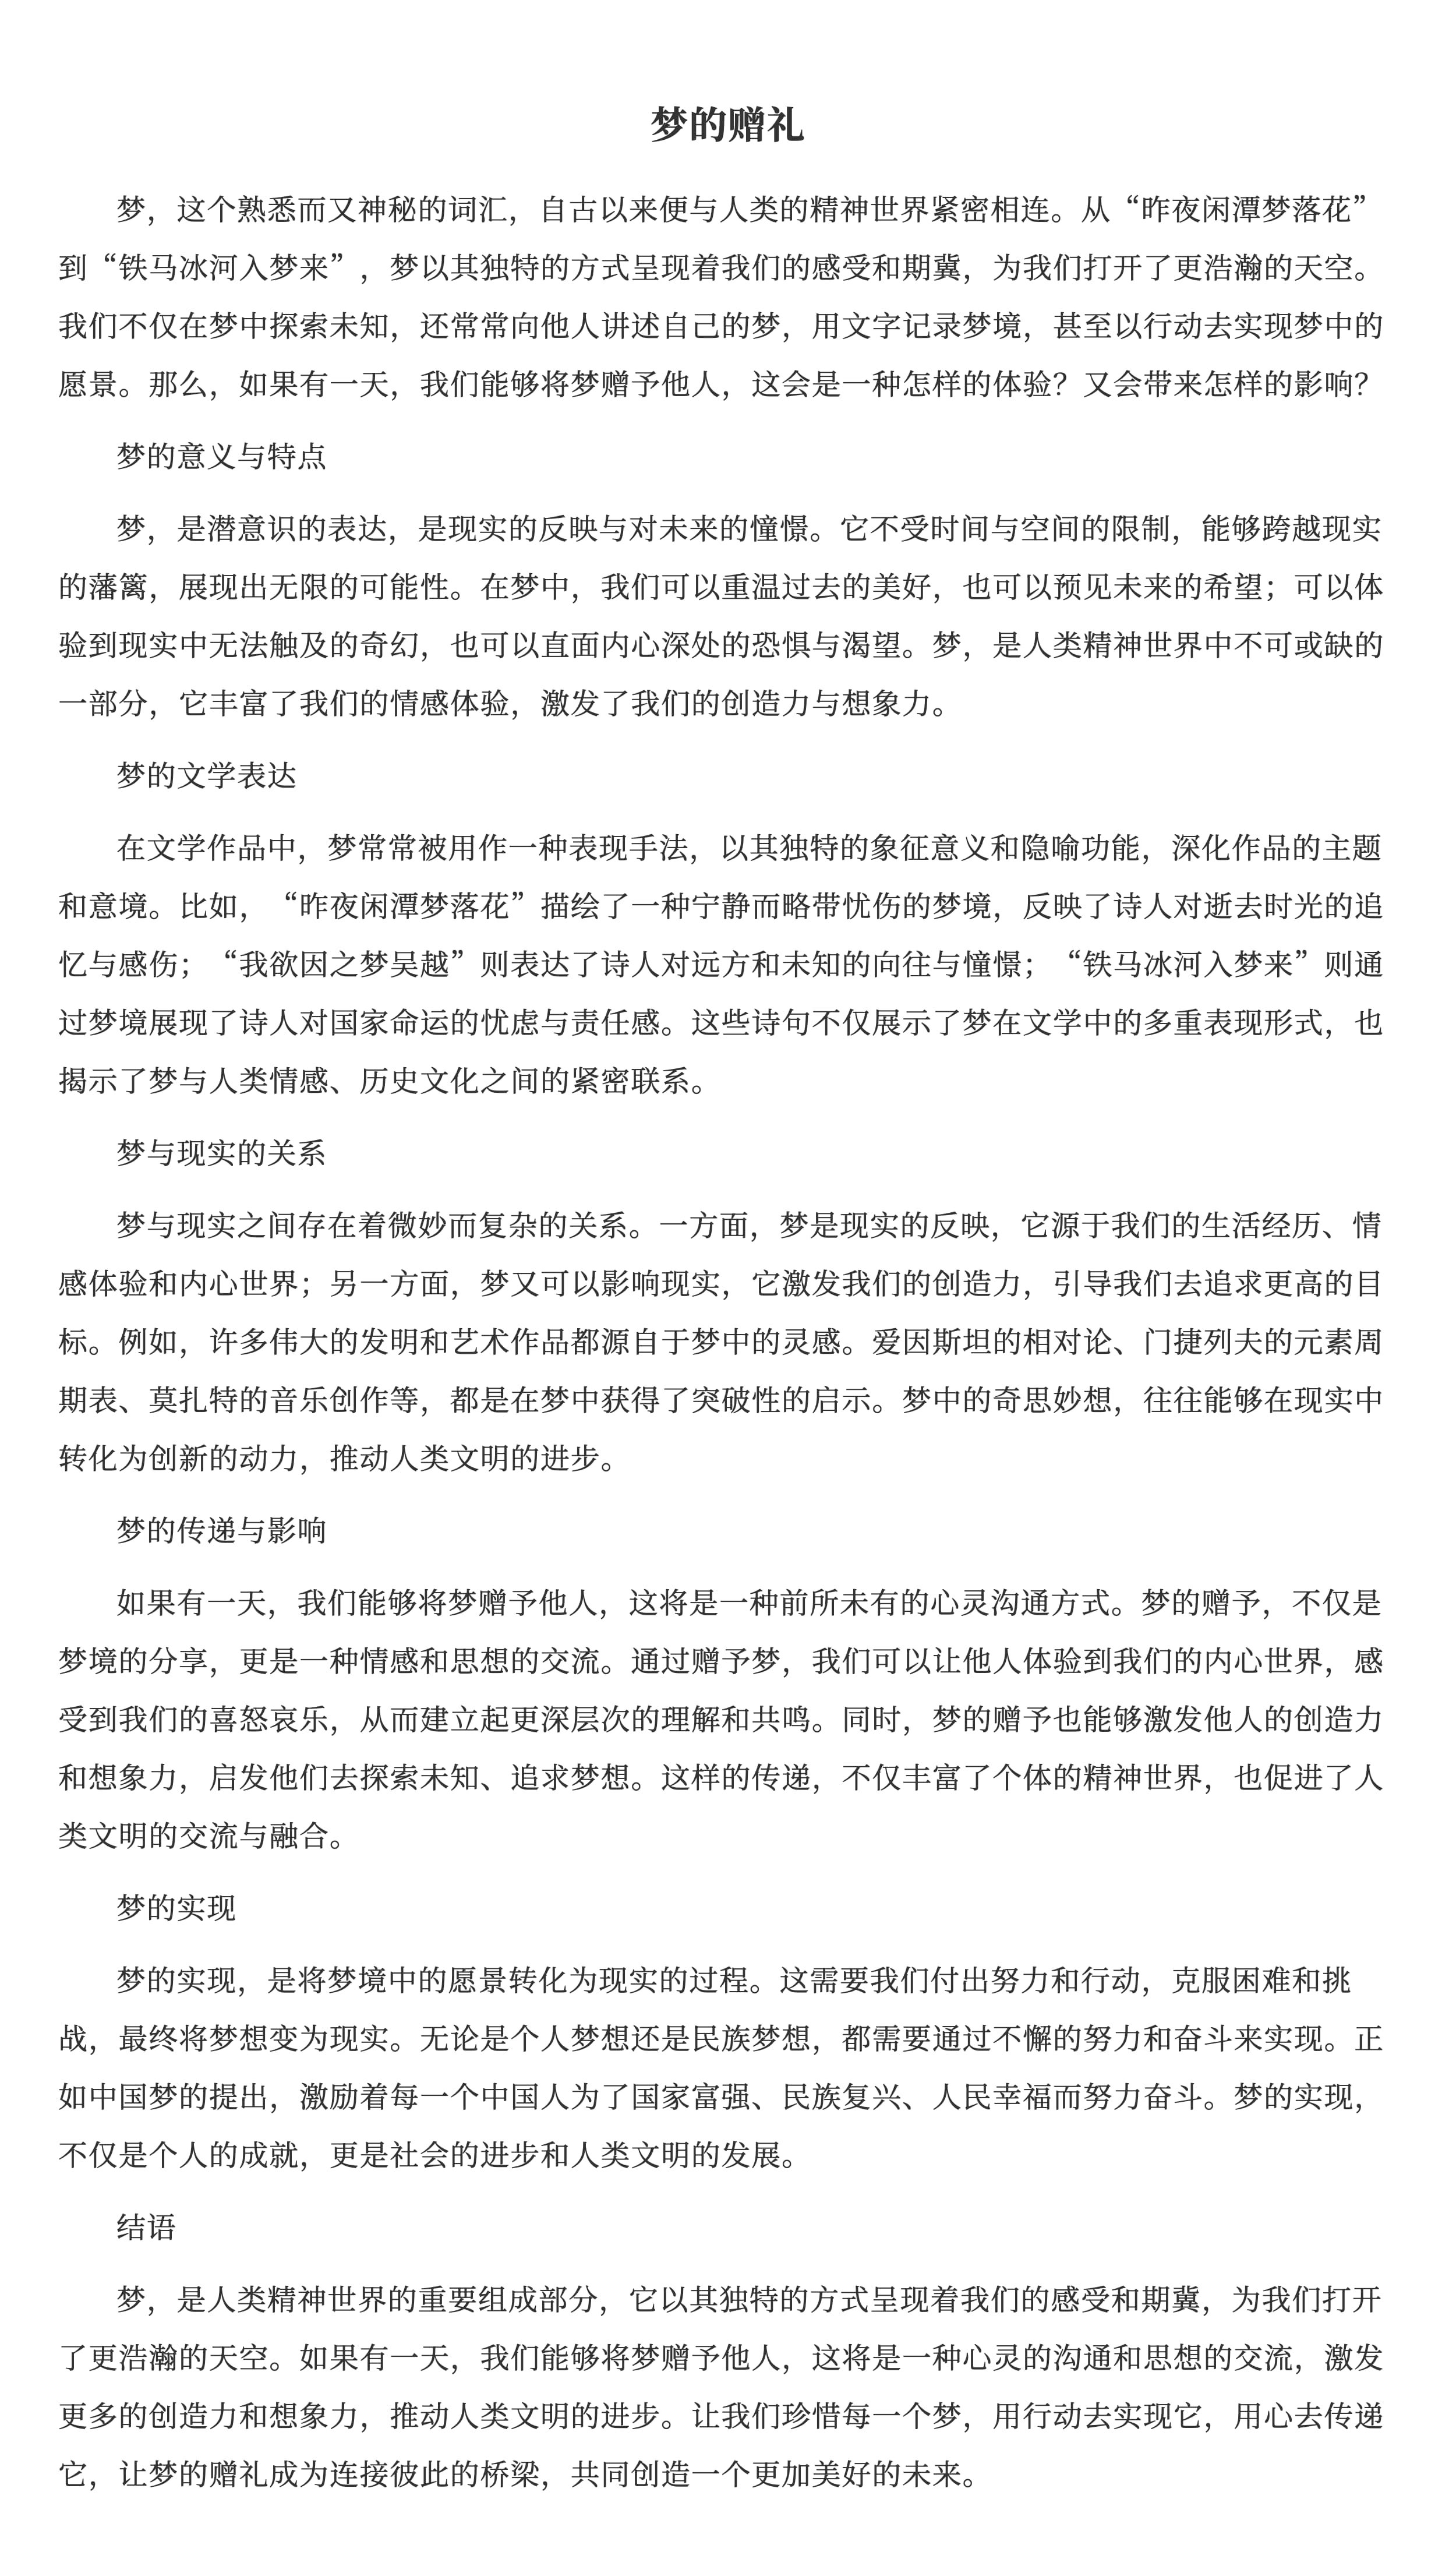 梦的赠礼
梦，这个熟悉而又神秘的词汇，自古以来便与人类的精神世界紧密相连。从“昨夜闲潭梦落花”
到“铁马冰河入梦来”，梦以其独特的方式呈现着我们的感受和期冀，为我们打开了更浩瀚的天空。
我们不仅在梦中探索未知，还常常向他人讲述自己的梦，用文字记录梦境，甚至以行动去实现梦中的
愿景。那么，如果有一天，我们能够将梦赠予他人，这会是一种怎样的体验？又会带来怎样的影响？
梦的意义与特点
梦，是潜意识的表达，是现实的反映与对未来的憧憬。它不受时间与空间的限制，能够跨越现实
的藩篱，展现出无限的可能性。在梦中，我们可以重温过去的美好，也可以预见未来的希望；可以体
验到现实中无法触及的奇幻，也可以直面内心深处的恐惧与渴望。梦，是人类精神世界中不可或缺的
一部分，它丰富了我们的情感体验，激发了我们的创造力与想象力。
梦的文学表达
在文学作品中，梦常常被用作一种表现手法，以其独特的象征意义和隐喻功能，深化作品的主题
和意境。比如，“昨夜闲潭梦落花”描绘了一种宁静而略带忧伤的梦境，反映了诗人对逝去时光的追
忆与感伤；“我欲因之梦吴越”则表达了诗人对远方和未知的向往与憧憬；“铁马冰河入梦来”则通
过梦境展现了诗人对国家命运的忧虑与责任感。这些诗句不仅展示了梦在文学中的多重表现形式，也
揭示了梦与人类情感、历史文化之间的紧密联系。
梦与现实的关系
梦与现实之间存在着微妙而复杂的关系。一方面，梦是现实的反映，它源于我们的生活经历、情
感体验和内心世界；另一方面，梦又可以影响现实，它激发我们的创造力，引导我们去追求更高的目
标。例如，许多伟大的发明和艺术作品都源自于梦中的灵感。爱因斯坦的相对论、门捷列夫的元素周
期表、莫扎特的音乐创作等，都是在梦中获得了突破性的启示。梦中的奇思妙想，往往能够在现实中
转化为创新的动力，推动人类文明的进步。
梦的传递与影响
如果有一天，我们能够将梦赠予他人，这将是一种前所未有的心灵沟通方式。梦的赠予，不仅是
梦境的分享，更是一种情感和思想的交流。通过赠予梦，我们可以让他人体验到我们的内心世界，感
受到我们的喜怒哀乐，从而建立起更深层次的理解和共鸣。同时，梦的赠予也能够激发他人的创造力
和想象力，启发他们去探索未知、追求梦想。这样的传递，不仅丰富了个体的精神世界，也促进了人
类文明的交流与融合。
梦的实现
梦的实现，是将梦境中的愿景转化为现实的过程。这需要我们付出努力和行动，克服困难和挑
战，最终将梦想变为现实。无论是个人梦想还是民族梦想，都需要通过不懈的努力和奋斗来实现。正
如中国梦的提出，激励着每一个中国人为了国家富强、民族复兴、人民幸福而努力奋斗。梦的实现，
不仅是个人的成就，更是社会的进步和人类文明的发展。
结语
梦，是人类精神世界的重要组成部分，它以其独特的方式呈现着我们的感受和期冀，为我们打开
了更浩瀚的天空。如果有一天，我们能够将梦赠予他人，这将是一种心灵的沟通和思想的交流，激发
更多的创造力和想象力，推动人类文明的进步。让我们珍惜每一个梦，用行动去实现它，用心去传递
它，让梦的赠礼成为连接彼此的桥梁，共同创造一个更加美好的未来。